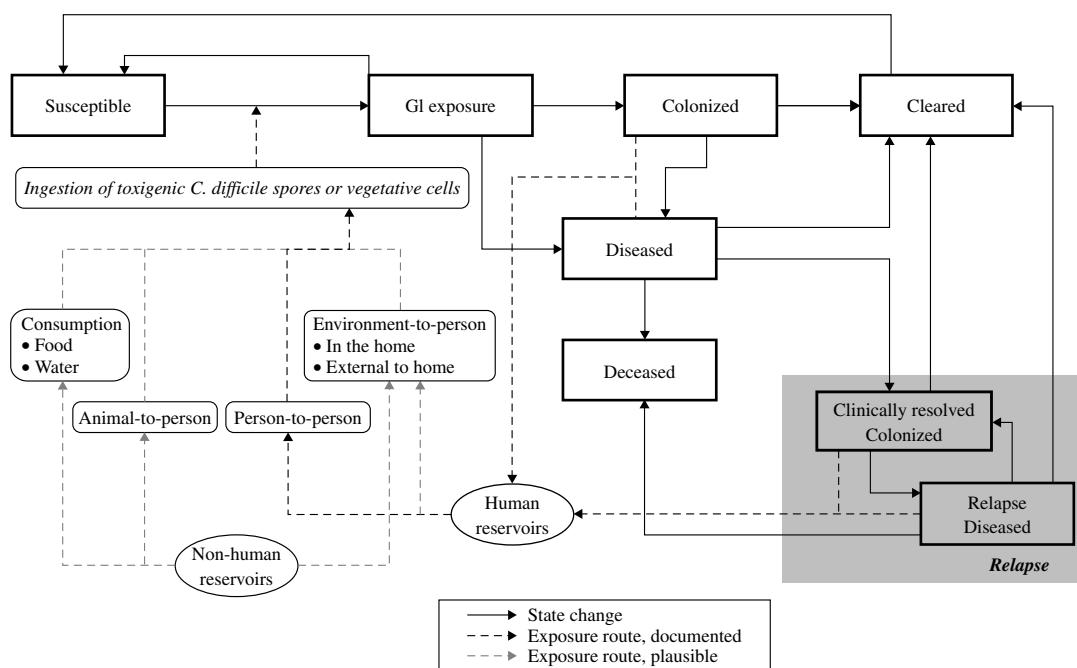 Susceptible
Gl exposure
Colonized
Cleared
Ingestion of toxigenic C. difficile spores or vegetative cells
Diseased
Consumption
• Food
• Water
Environment-to-person
• In the home
• External to home
Deceased
Animal-to-person
Person-to-person
Clinically resolved
Colonized
Human
reservoirs
Relapse
Diseased
Non-human
reservoirs
Relapse
State change
Exposure route, documented
Exposure route, plausible